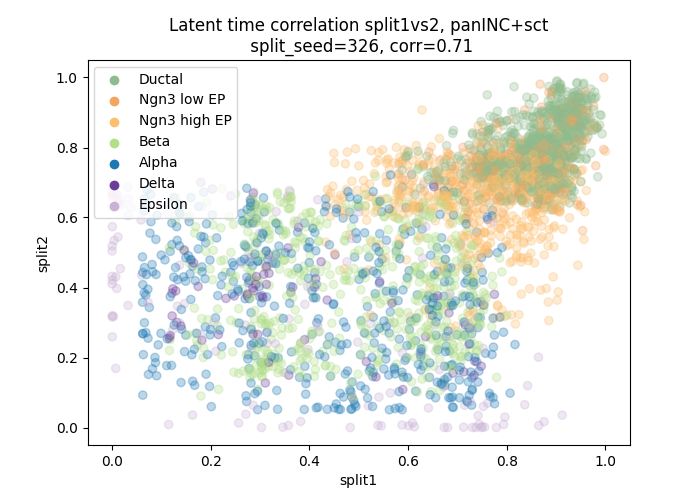 Latent time correlation split1vs2, panINC+sct
split_seed=326, corr=0.71
Ductal
Ngn3 low EP
Ngn3 high EP
Beta
Alpha
Delta
Epsilon
1.0
0.8
0.6
0.4
0.2
0.0
split2
0.0 0.2 0.4 0.6 0.8 1.0
split1